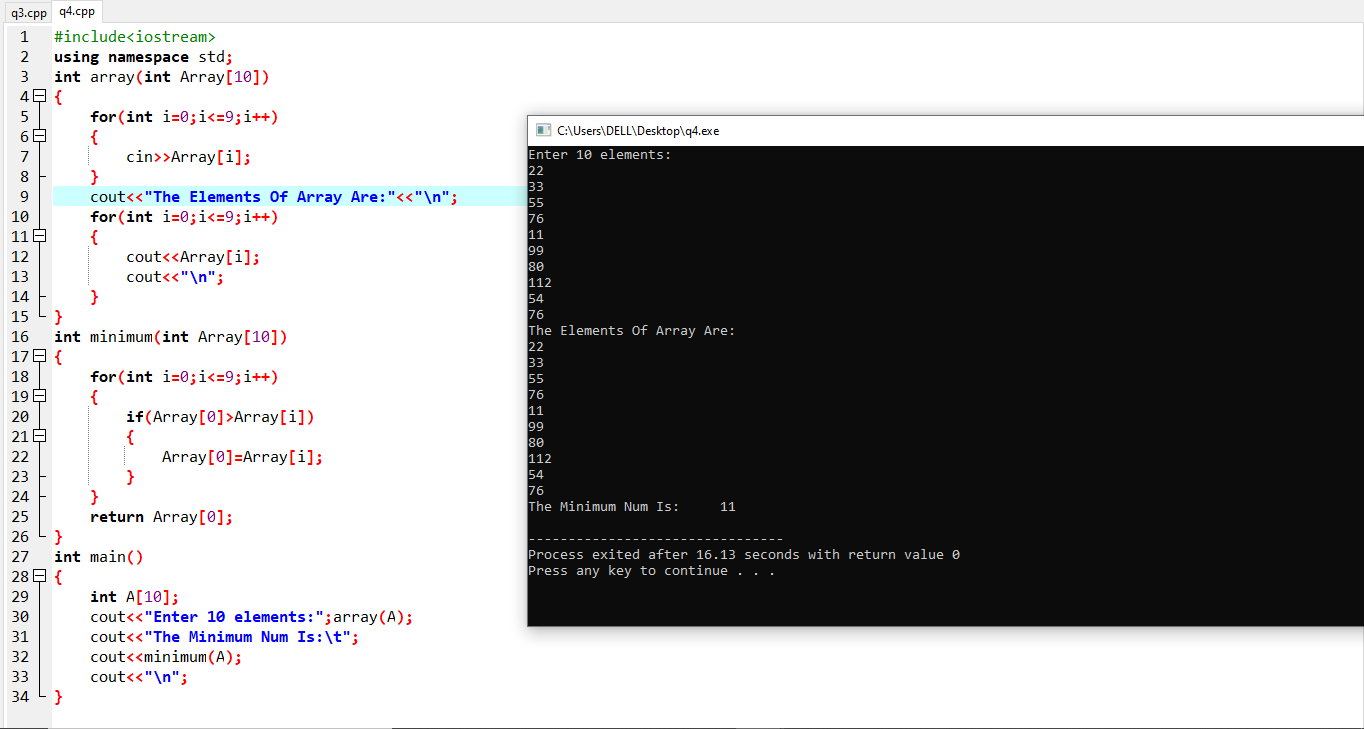 q3.cpp q4.cpp
1 #include<iostream>
2 using namespace std;
3 int array(int Array[10])
4 {
5 for(int i=0;i<=9;i++)
6 {
7 cin>>Array[i];
8 }
9 cout<<"The Elements Of Array Are:"<<"\n";
10 for(int i=0;i<=9;i++)
11 {
12 cout<<Array[i];
13 cout<<"\n";
14 }
15 }
16 int minimum(int Array[10])
17 {
18 for(int i=0;i<=9;i++)
19 {
20 if(Array[0]>Array[i])
21 {
22 Array[0]=Array[i];
23 }
24 }
25 return Array[0];
26 }
27 int main()
28 {
29 int A[10];
30 cout<<"Enter 10 elements:";array(A);
31 cout<<"The Minimum Num Is:\t";
32 cout<<minimum(A);
33 cout<<"\n";
34 }
C:\Users\DELL\Desktop\q4.exe
Enter 10 elements:
22
33
55
76
11
99
80
112
54
76
The Elements Of Array Are:
22
33
55
76
11
99
80
112
54
76
The Minimum Num Is: 11
--------------------------------
Process exited after 16.13 seconds with return value 0
Press any key to continue . . .